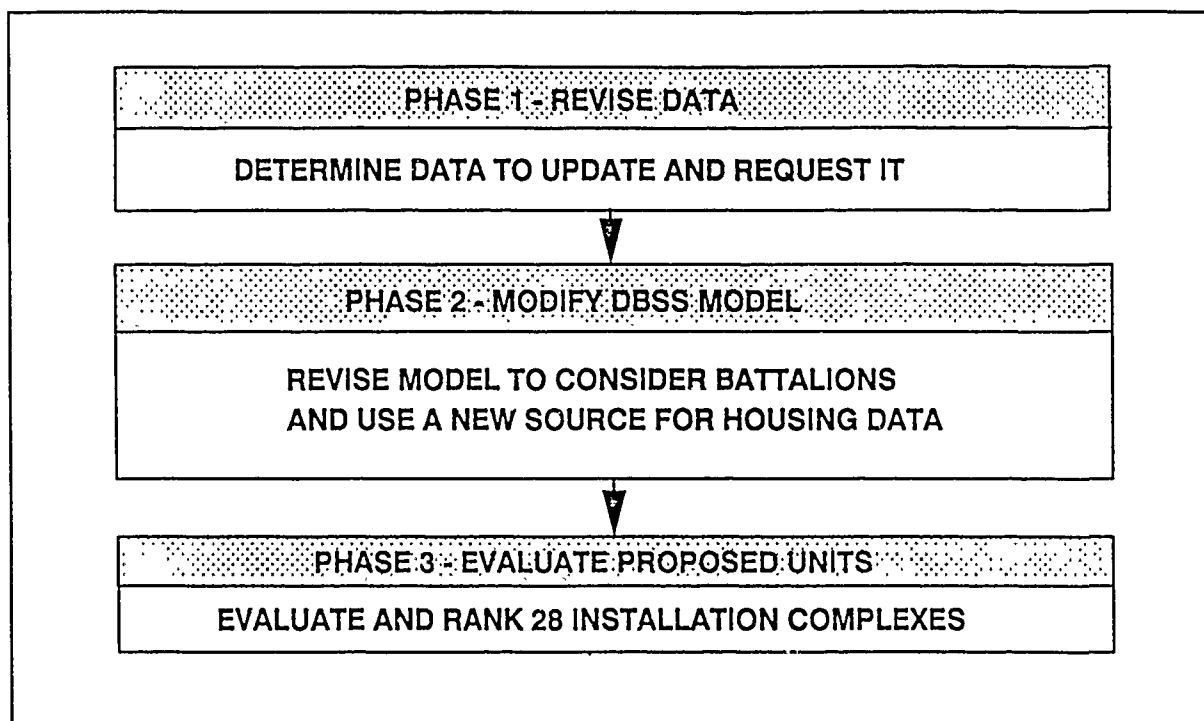 PHASE 1 - REVISE DATA
DETERMINE DATA TO UPDATE AND REQUEST IT
PHASE 2 - MODIFY DBSS MODEL
REVISE MODEL TO CONSIDER BATTALIONS
AND USE A NEW SOURCE FOR HOUSING DATA
PHASE 3 - EVALUATE PROPOSED UNITS
EVALUATE AND RANK 28 INSTALLATION COMPLEXES